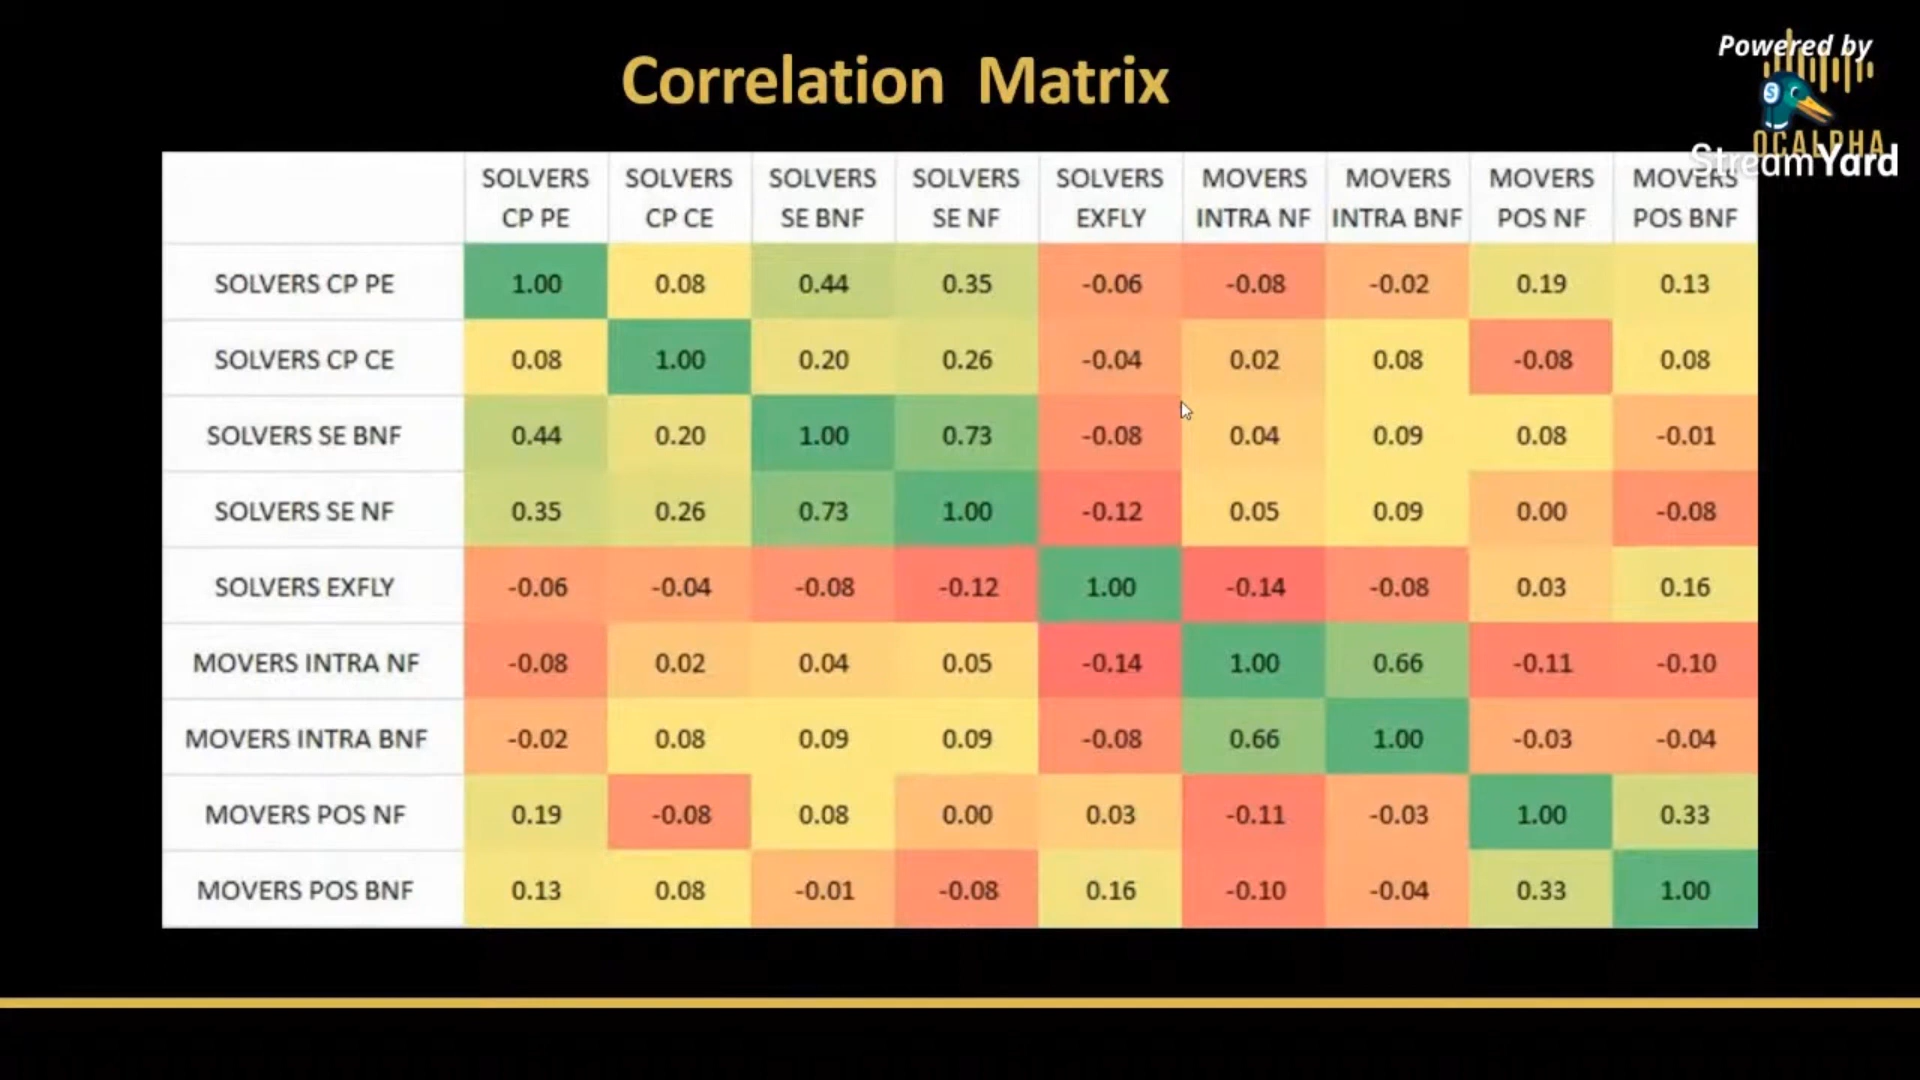 Correlation Matrix
Powered by
OCALPHA
StreamYard
SOLVERS CP PE SOLVERS CP CE SOLVERS SE BNF SOLVERS SE NF SOLVERS EXFLY MOVERS INTRA NF MOVERS INTRA BNF MOVERS POS NF MOVERS POS BNF
SOLVERS CP PE 1.00 0.08 0.44 0.35 -0.06 -0.08 -0.02 0.19 0.13
SOLVERS CP CE 0.08 1.00 0.20 0.26 -0.04 0.02 0.08 -0.08 0.08
SOLVERS SE BNF 0.44 0.20 1.00 0.73 -0.08 0.04 0.09 0.08 -0.01
SOLVERS SE NF 0.35 0.26 0.73 1.00 -0.12 0.05 0.09 0.00 -0.08
SOLVERS EXFLY -0.06 -0.04 -0.08 -0.12 1.00 -0.14 -0.08 0.03 0.16
MOVERS INTRA NF -0.08 0.02 0.04 0.05 -0.14 1.00 0.66 -0.11 -0.10
MOVERS INTRA BNF -0.02 0.08 0.09 0.09 -0.08 0.66 1.00 -0.03 -0.04
MOVERS POS NF 0.19 -0.08 0.08 0.00 0.03 -0.11 -0.03 1.00 0.33
MOVERS POS BNF 0.13 0.08 -0.01 -0.08 0.16 -0.10 -0.04 0.33 1.00